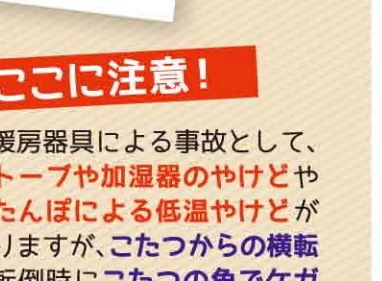 ここに注意!
暖房器具による事故として、
トーブや加湿器のやけどや
たんぽによる低温やけどが
りますが、こたつからの横転
転倒時にこたつの角でケガ